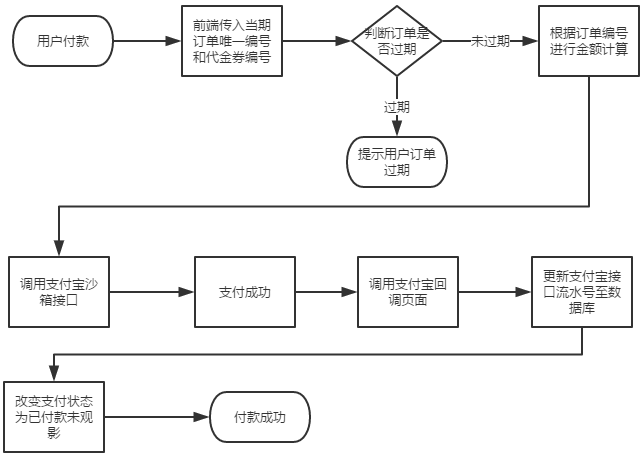 用户付款
前端传入当期
订单唯一编号
和代金券编号
判断订单是
否过期
未过期
根据订单编号
进行金额计算
过期
提示用户订单
过期
调用支付宝沙
箱接口
支付成功
调用支付宝回
调页面
更新支付宝接
口流水号至数
据库
改变支付状态
为已付款未观
影
付款成功